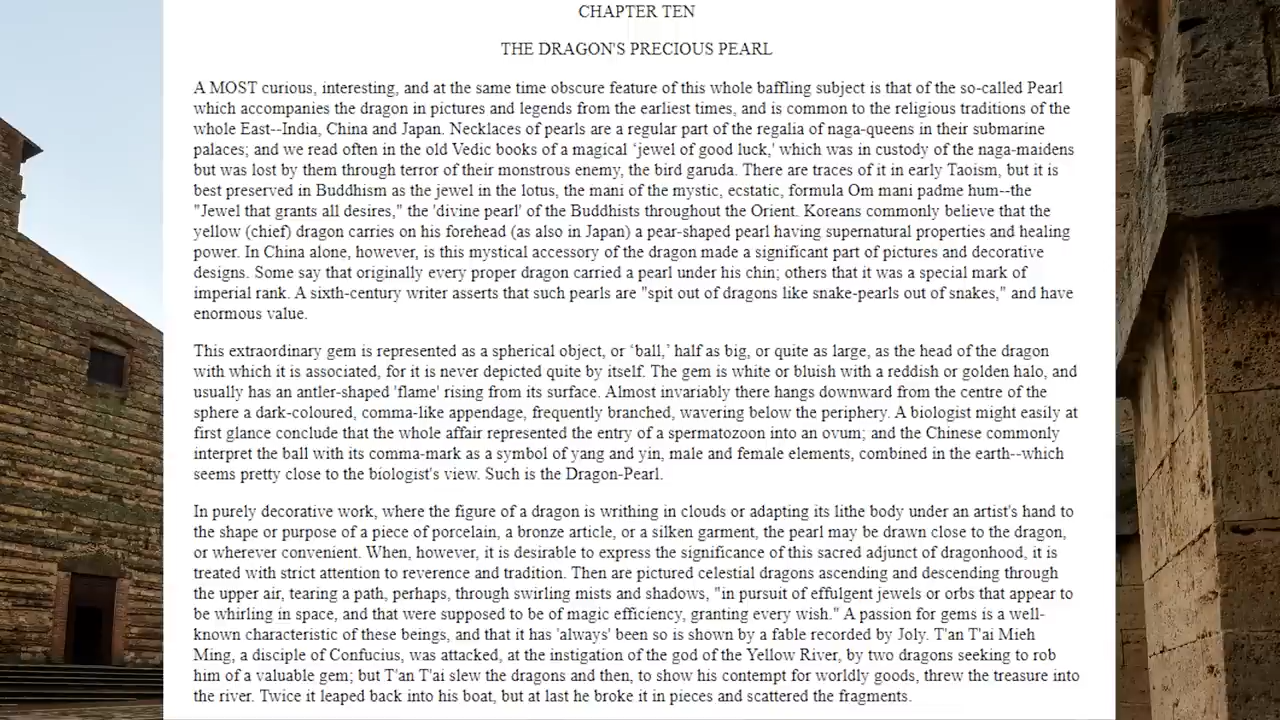 CHAPTER TEN
THE DRAGON'S PRECIOUS PEARL
A MOST curious, interesting, and at the same time obscure feature of this whole baffling subject is that of the so-called Pearl
which accompanies the dragon in pictures and legends from the earliest times, and is common to the religious traditions of the
whole East--India, China and Japan. Necklaces of pearls are a regular part of the regalia of naga-queens in their submarine
palaces; and we read often in the old Vedic books of a magical 'jewel of good luck,' which was in custody of the naga-maidens
but was lost by them through terror of their monstrous enemy, the bird garuda. There are traces of it in early Taoism, but it is
best preserved in Buddhism as the jewel in the lotus, the mani of the mystic, ecstatic, formula Om mani padme hum--the
"Jewel that grants all desires," the 'divine pearl' of the Buddhists throughout the Orient. Koreans commonly believe that the
yellow (chief) dragon carries on his forehead (as also in Japan) a pear-shaped pearl having supernatural properties and healing
power. In China alone, however, is this mystical accessory of the dragon made a significant part of pictures and decorative
designs. Some say that originally every proper dragon carried a pearl under his chin; others that it was a special mark of
imperial rank. A sixth-century writer asserts that such pearls are "spit out of dragons like snake-pearls out of snakes," and have
enormous value.
This extraordinary gem is represented as a spherical object, or 'ball,' half as big, or quite as large, as the head of the dragon
with which it is associated, for it is never depicted quite by itself. The gem is white or bluish with a reddish or golden halo, and
usually has an antler-shaped 'flame' rising from its surface. Almost invariably there hangs downward from the centre of the
sphere a dark-coloured, comma-like appendage, frequently branched, wavering below the periphery. A biologist might easily at
first glance conclude that the whole affair represented the entry of a spermatozoon into an ovum; and the Chinese commonly
interpret the ball with its comma-mark as a symbol of yang and yin, male and female elements, combined in the earth--which
seems pretty close to the biologist's view. Such is the Dragon-Pearl.
In purely decorative work, where the figure of a dragon is writhing in clouds or adapting its lithe body under an artist's hand to
the shape or purpose of a piece of porcelain, a bronze article, or a silken garment, the pearl may be drawn close to the dragon,
or wherever convenient. When, however, it is desirable to express the significance of this sacred adjunct of dragonhood, it is
treated with strict attention to reverence and tradition. Then are pictured celestial dragons ascending and descending through
the upper air, tearing a path, perhaps, through swirling mists and shadows, "in pursuit of effulgent jewels or orbs that appear to
be whirling in space, and that were supposed to be of magic efficiency, granting every wish." A passion for gems is a well-
known characteristic of these beings, and that it has 'always' been so is shown by a fable recorded by Joly. T'an T'ai Mieh
Ming, a disciple of Confucius, was attacked, at the instigation of the god of the Yellow River, by two dragons seeking to rob
him of a valuable gem; but T'an T'ai slew the dragons and then, to show his contempt for worldly goods, threw the treasure into
the river. Twice it leaped back into his boat, but at last he broke it in pieces and scattered the fragments.